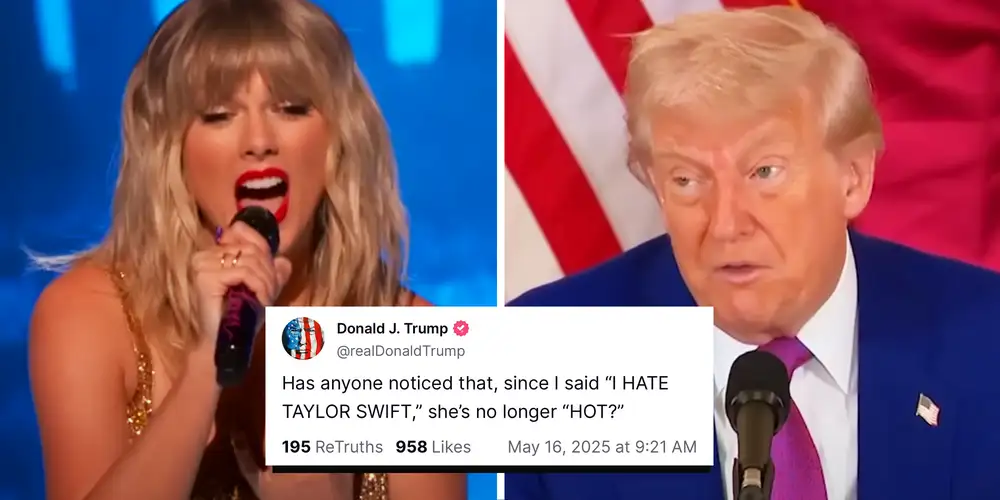 Donald J. Trump
@realDonaldTrump
Has anyone noticed that, since I said “I HATE
TAYLOR SWIFT,” she’s no longer “HOT?”
195 ReTruths 958 Likes May 16, 2025 at 9:21 AM